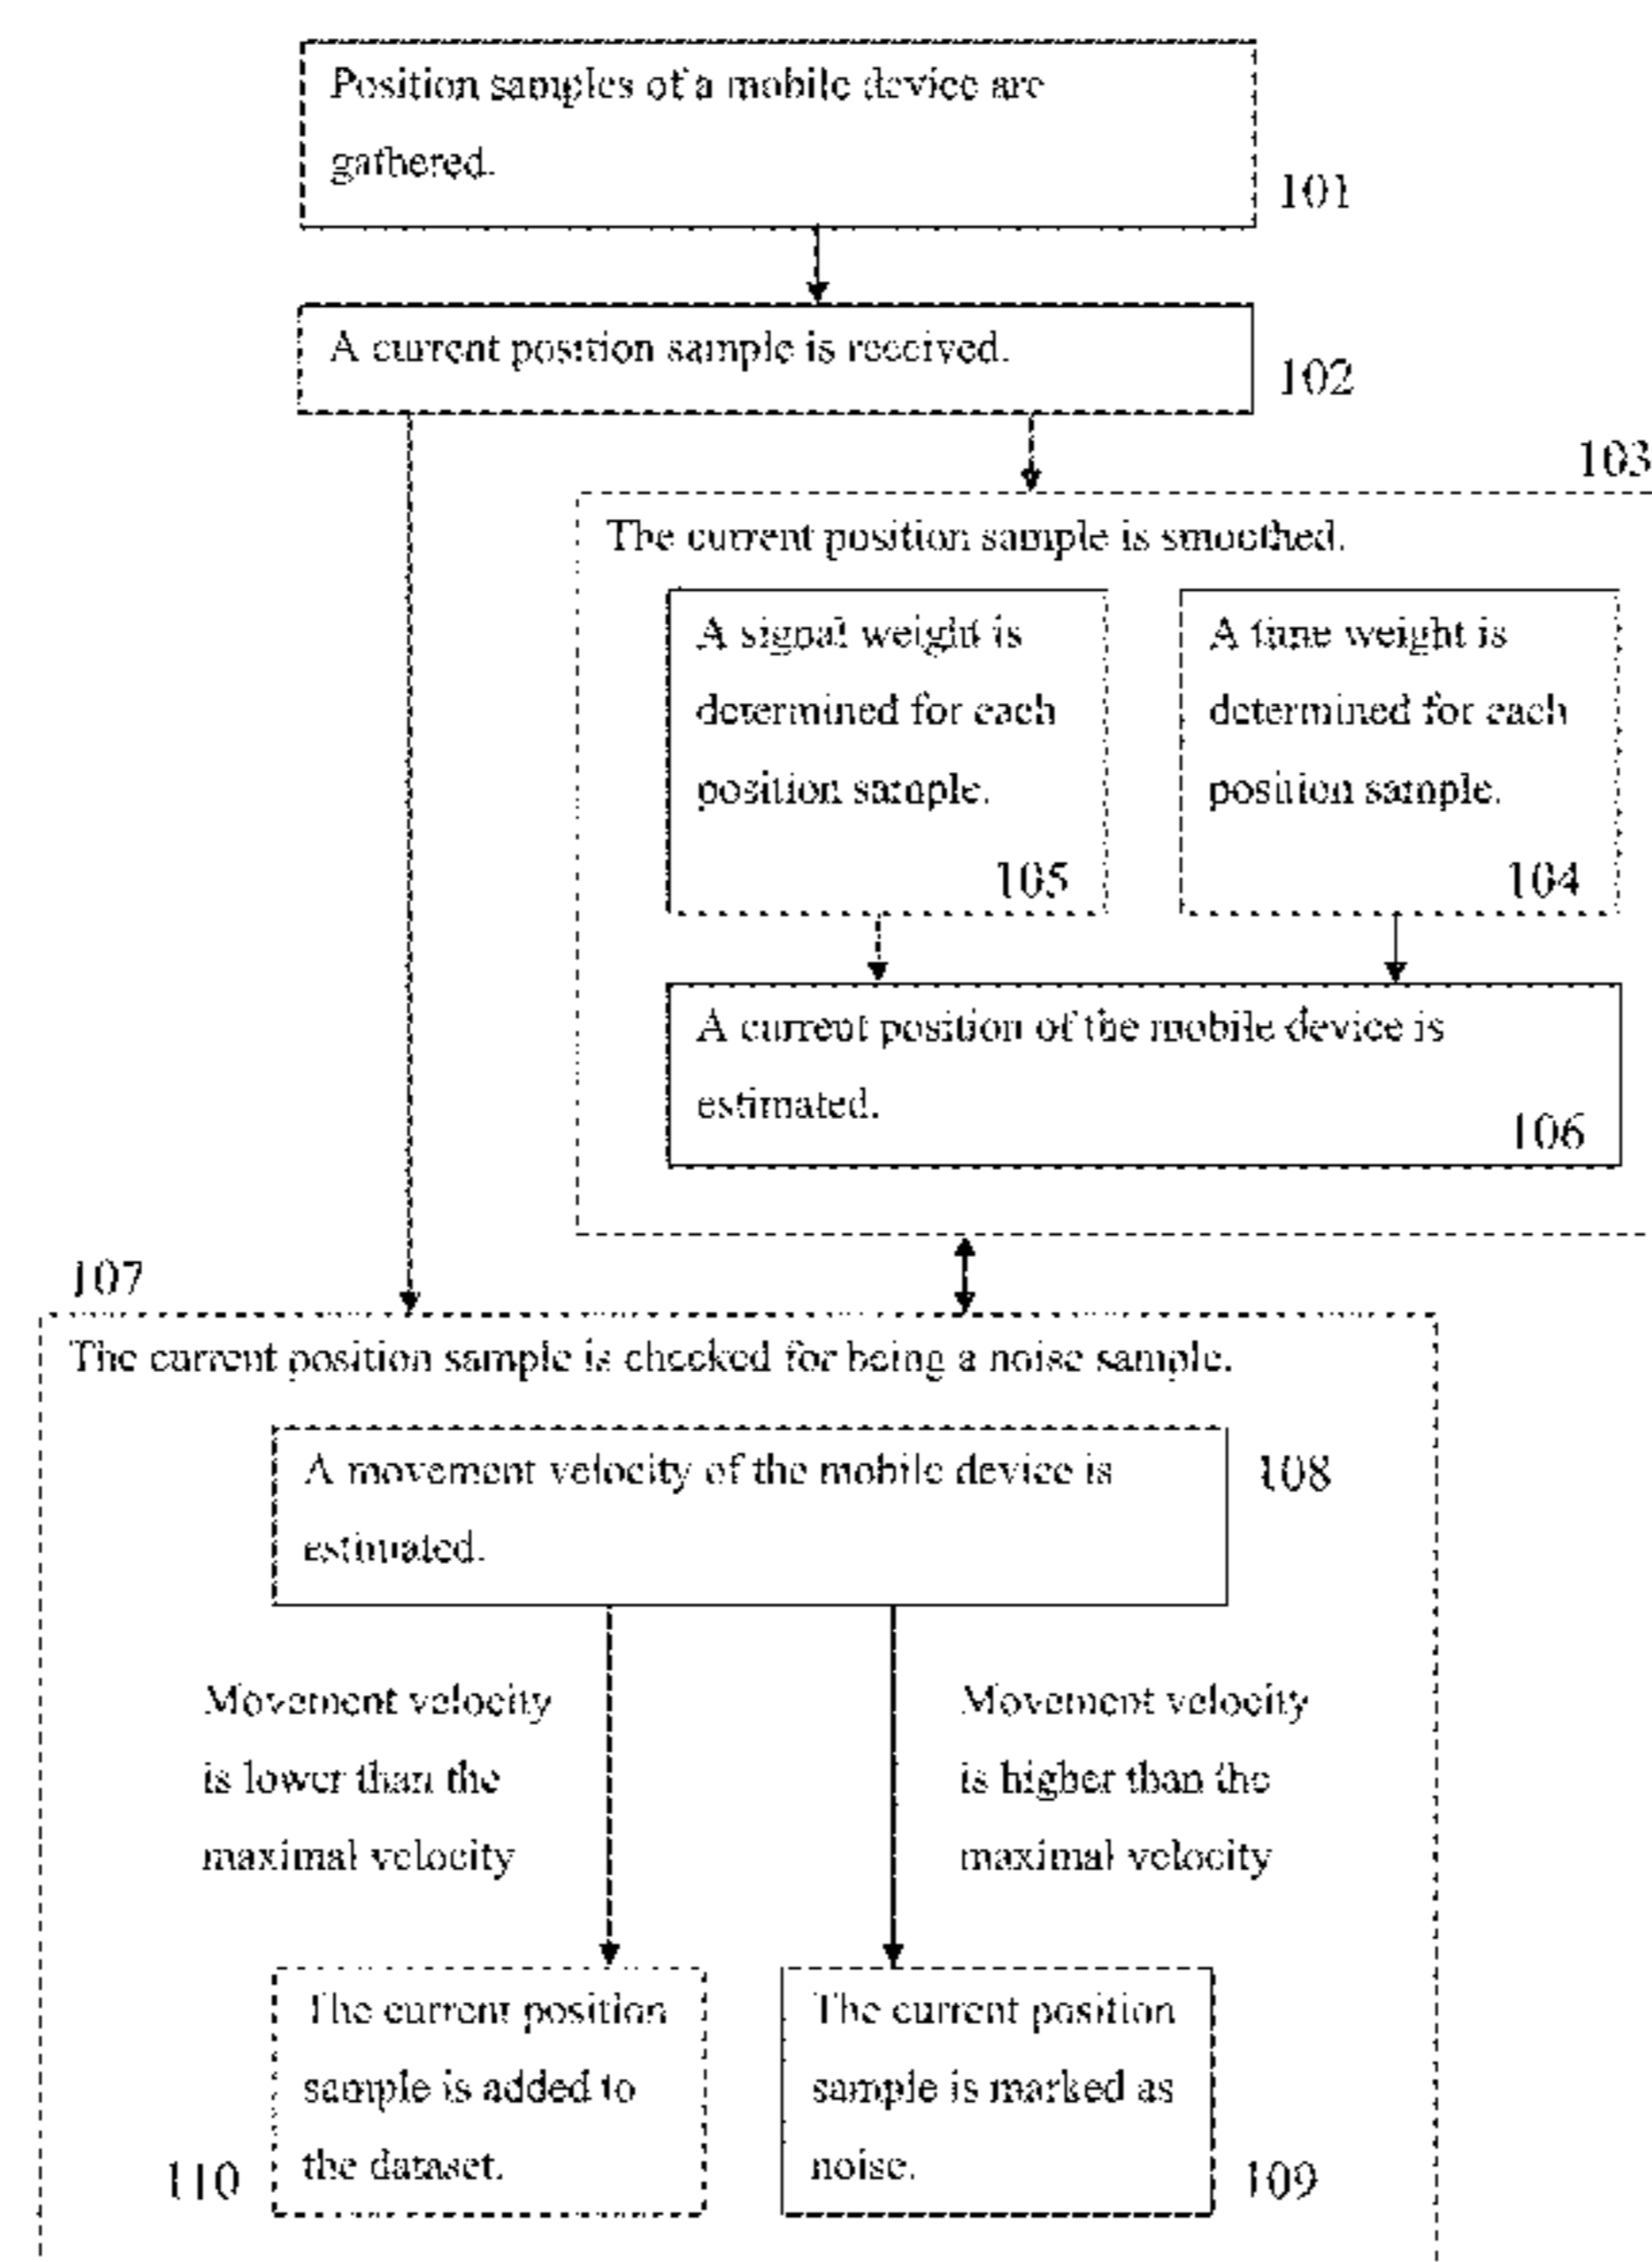 Position samples of a mobile device are
gathered.
101
A current position sample is received.
102
103
The current position sample is smoothed.
A signal weight is
determined for each
position sample.
105
A time weight is
determined for each
position sample.
104
A current position of the mobile device is
estimated.
106
107
The current position sample is checked for being a noise sample.
A movement velocity of the mobile device is
estimated.
108
Movement velocity
is lower than the
maximal velocity
Movement velocity
is higher than the
maximal velocity
The current position
sample is added to
the dataset.
110
The current position
sample is marked as
noise.
109